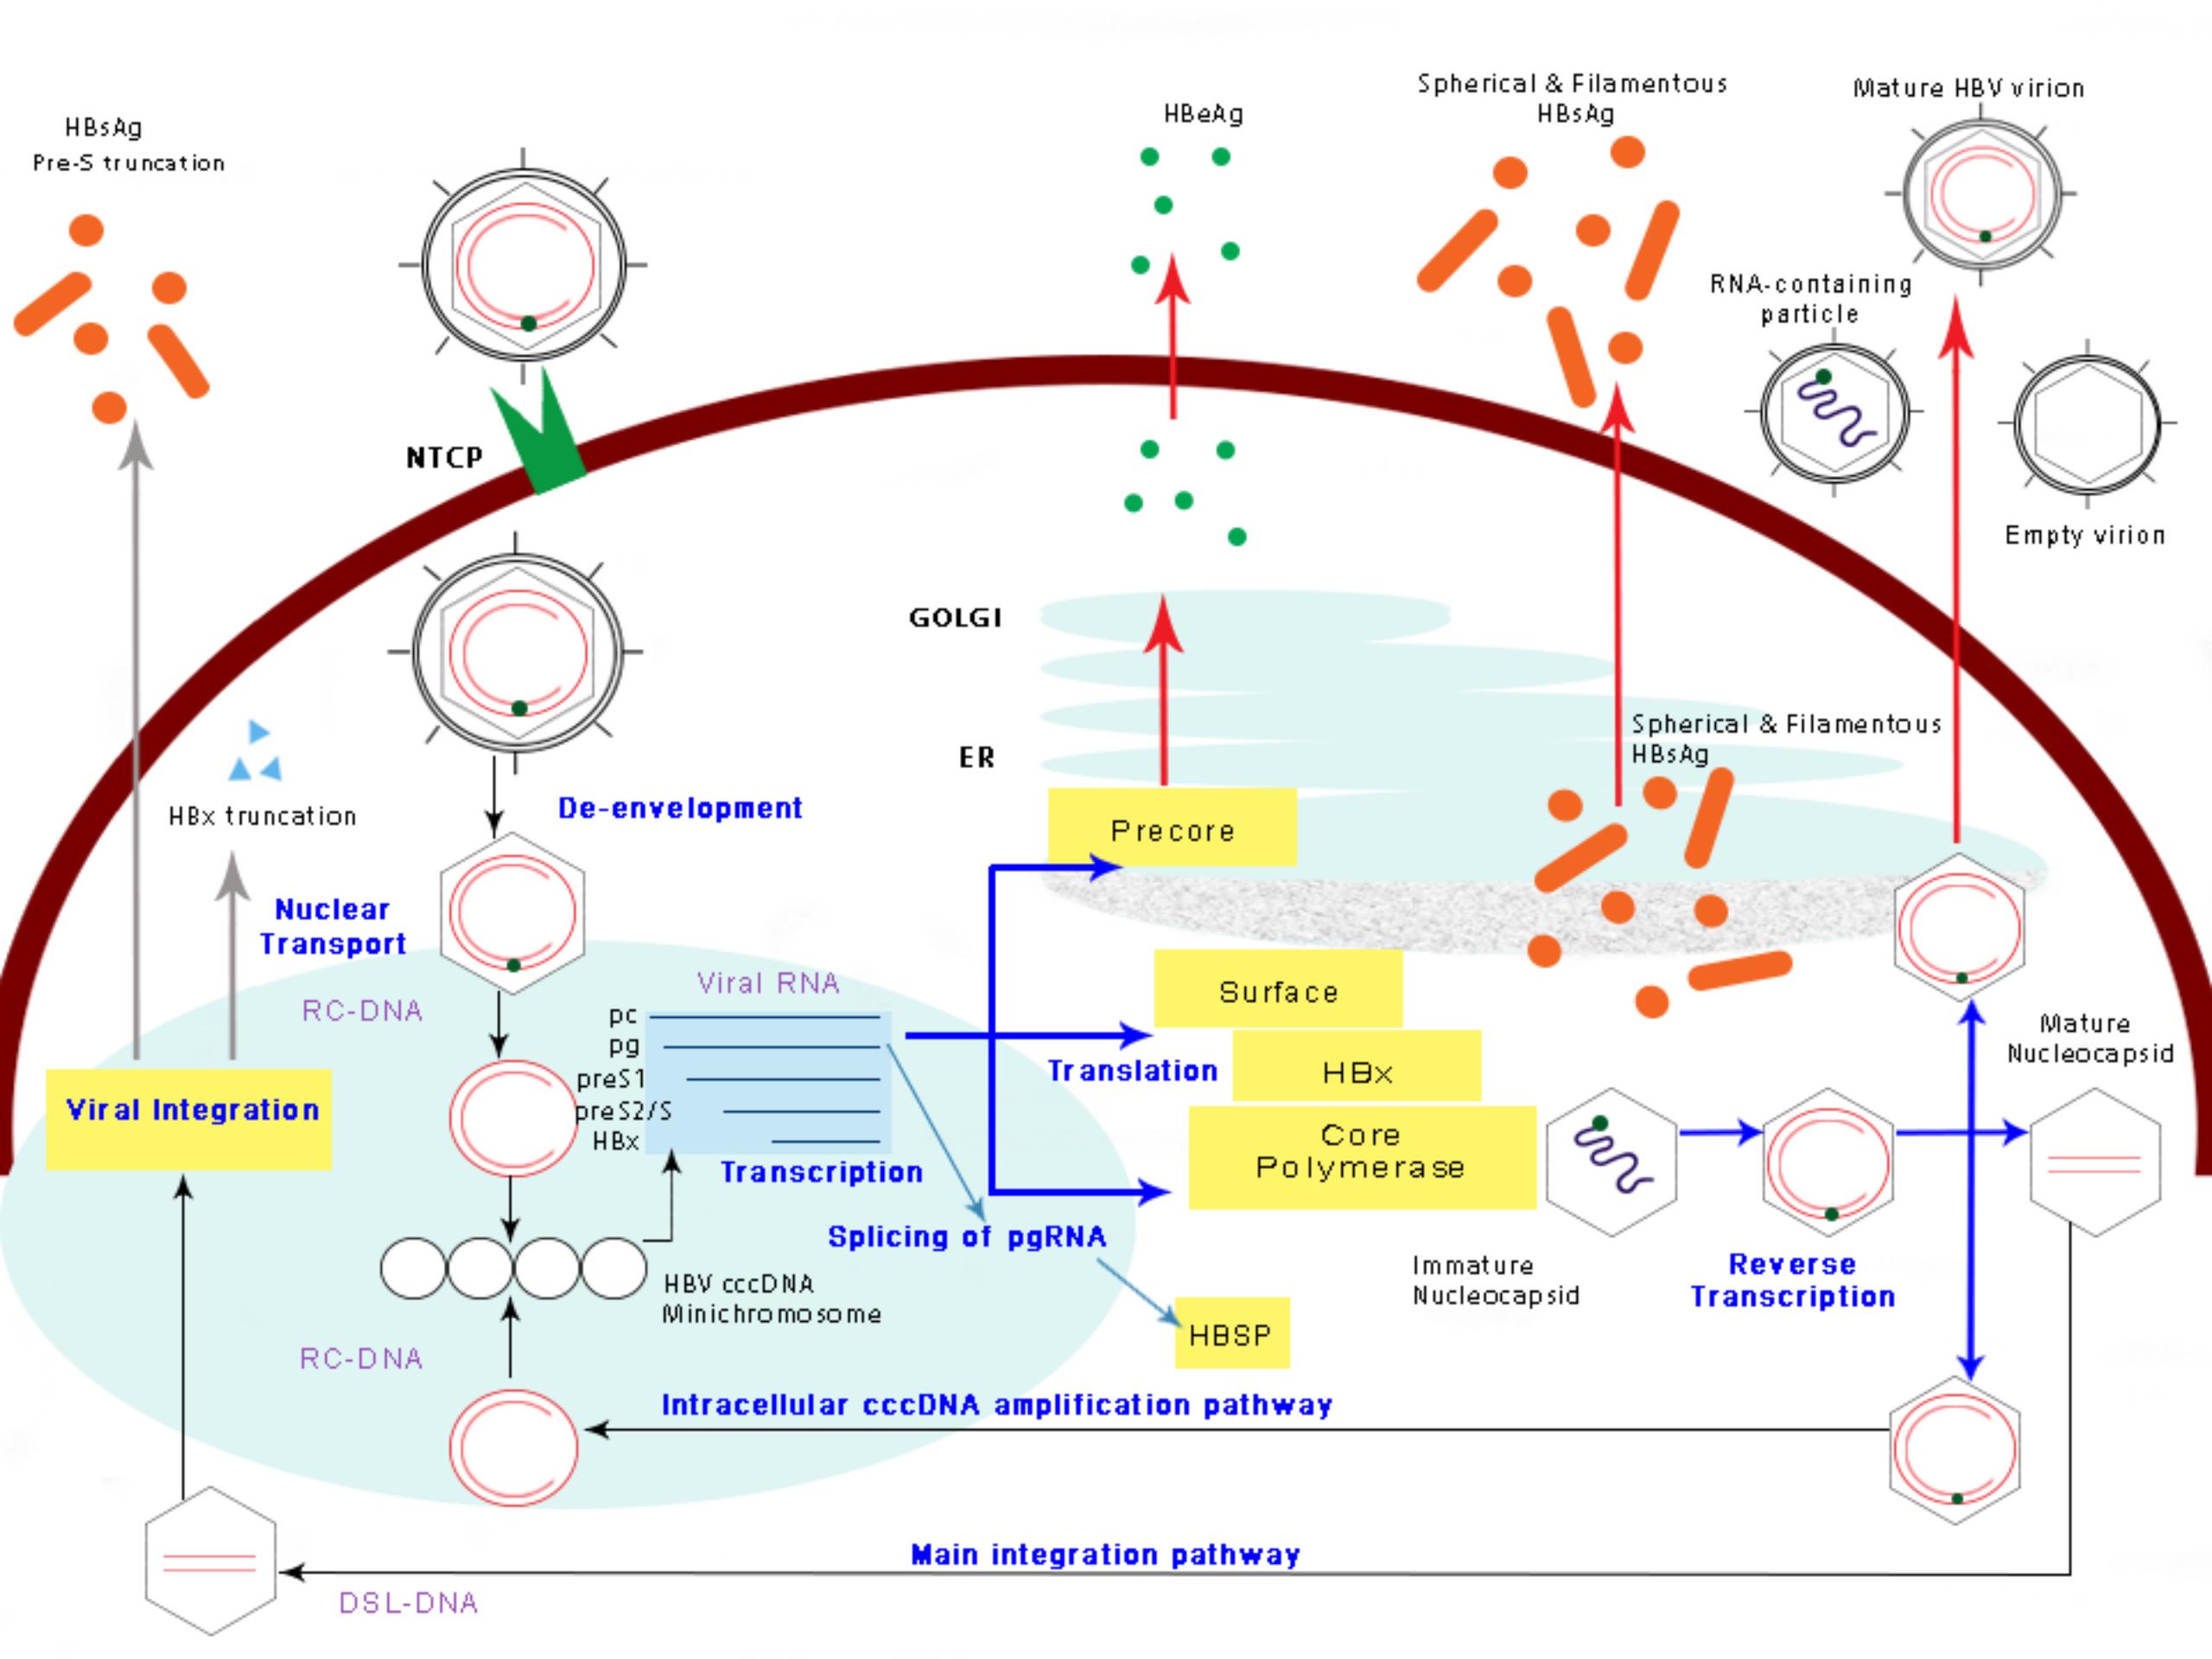 HBsAg
Pre-S truncation
HBeAg
Spherical & Filamentous
HBsAg
Mature HBV virion
RNA-containing
particle
Empty virion
NTCP
GOLGI
ER
Spherical & Filamentous
HBsAg
HBx truncation
De-envelopment
Precore
Nuclear
Transport
RC-DNA
Viral RNA
pc
pg
preS1
preS2/S
HBx
Surface
Translation
HBx
Core
Polymerase
Mature
Nucleocapsid
Viral Integration
Transcription
Splicing of pgRNA
HBV cccDNA
Minichromosome
HBSP
Immature
Nucleocapsid
Reverse
Transcription
RC-DNA
Intracellular cccDNA amplification pathway
Main integration pathway
DSL-DNA